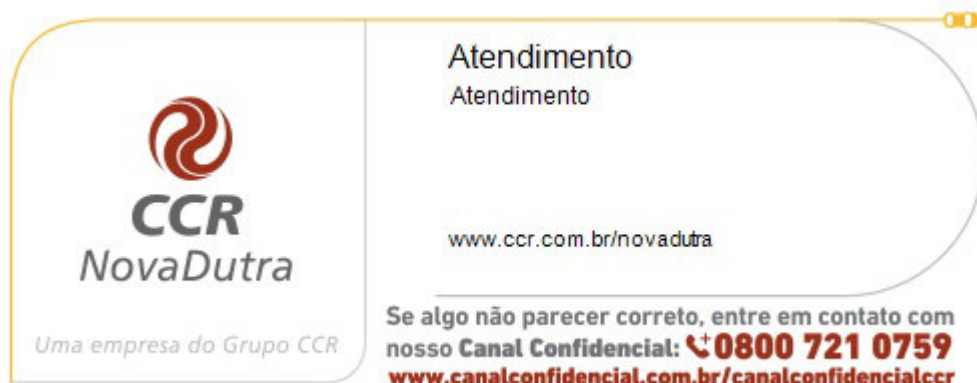 CCR
NovaDutra
Uma empresa do Grupo CCR
Atendimento
Atendimento
www.ccr.com.br/novadutra
Se algo não parecer correto, entre em contato com
nosso Canal Confidencial: 0800 721 0759
www.canalconfidencial.com.br/canalconfidencialccr